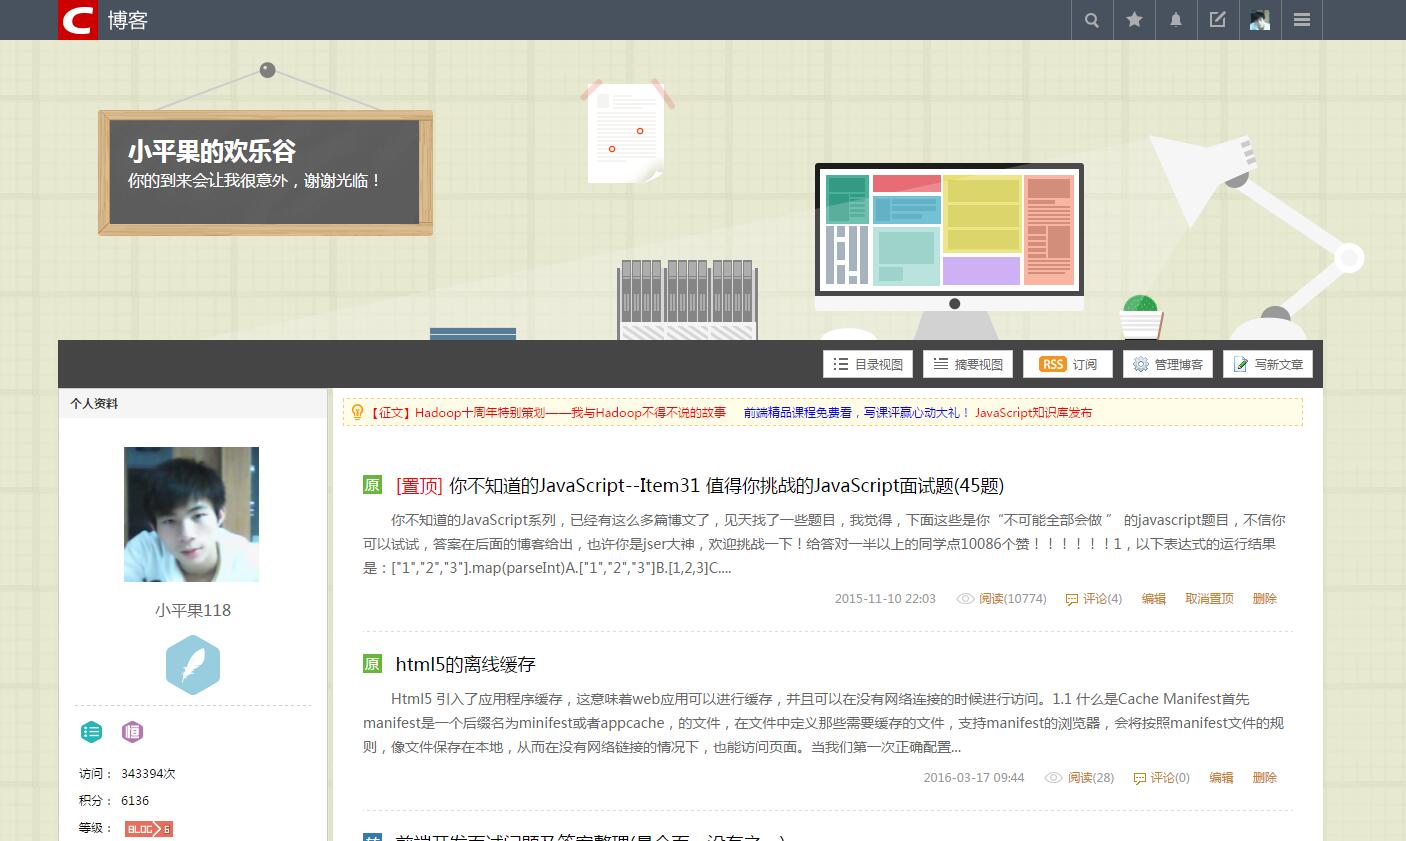 C 博客
小平果的欢乐谷
你的到来会让我很意外，谢谢光临！
目录视图 摘要视图 RSS 订阅 管理博客 写新文章
个人资料
【征文】Hadoop十周年特别策划——我与Hadoop不得不说的故事 前端精品课程免费看，写课评赢心动大礼！ JavaScript知识库发布
原 [置顶] 你不知道的JavaScript--Item31 值得你挑战的JavaScript面试题(45题)
你不知道的JavaScript系列，已经有这么多篇博文了，见天找了一些题目，我觉得，下面这些是你“不可能全部会做 ” 的javascript题目，不信你
可以试试，答案在后面的博客给出，也许你是jser大神，欢迎挑战一下！给答对一半以上的同学点10086个赞！！！！！！1，以下表达式的运行结果
是：["1","2","3"].map(parseInt)A.["1","2","3"]B.[1,2,3]C....
2015-11-10 22:03 阅读(10774) 评论(4) 编辑 取消置顶 删除
小平果118
原 html5的离线缓存
Html5 引入了应用程序缓存，这意味着web应用可以进行缓存，并且可以在没有网络连接的时候进行访问。1.1 什么是Cache Manifest首先
manifest是一个后缀名为minifest或者appcache，的文件，在文件中定义那些需要缓存的文件，支持manifest的浏览器，会将按照manifest文件的规
则，像文件保存在本地，从而在没有网络链接的情况下，也能访问页面。当我们第一次正确配置...
2016-03-17 09:44 阅读(28) 评论(0) 编辑 删除
恒
访问： 343394次
积分： 6136
等级： BLOG 6
前端开发面试问题及答案整理(最全面，没有之一)